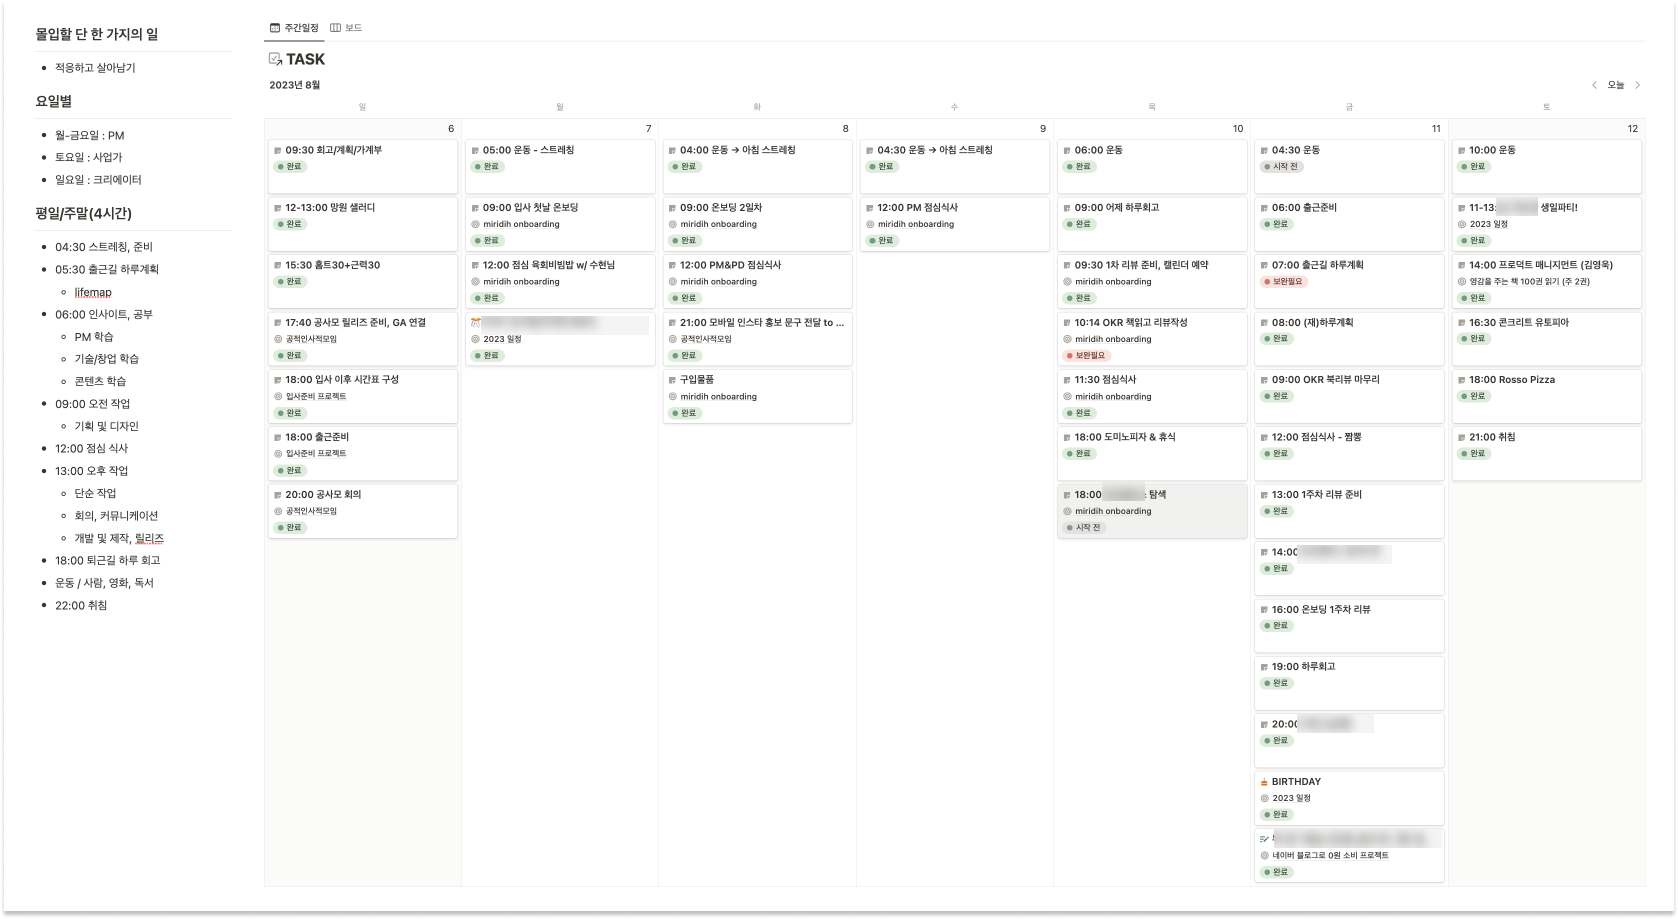 몰입할 단 한 가지의 일
적응하고 살아남기
요일별
월-금요일 : PM
토요일 : 사업가
일요일 : 크리에이터
평일/주말(4시간)
04:30 스트레칭, 준비
05:30 출근길 하루계획
lifemap
06:00 인사이트, 공부
PM 학습
기술/창업 학습
콘텐츠 학습
09:00 오전 작업
기획 및 디자인
12:00 점심 식사
13:00 오후 작업
단순 작업
회의, 커뮤니케이션
개발 및 제작, 릴리즈
18:00 퇴근길 하루 회고
운동 / 사람, 영화, 독서
22:00 취침
주간일정 보드
TASK
2023년 8월
오늘
일 월 화 수 목 금 토
6
09:30 회고/계획/가계부
완료
12-13:00 망원 샐러디
완료
15:30 홈트30+근력30
완료
17:40 공사모 릴리즈 준비, GA 연결
공적인사적모임
완료
18:00 입사 이후 시간표 구성
입사준비 프로젝트
완료
18:00 출근준비
입사준비 프로젝트
완료
20:00 공사모 회의
공적인사적모임
완료
7
05:00 운동 - 스트레칭
완료
09:00 입사 첫날 온보딩
miridih onboarding
완료
12:00 점심 육회비빔밥 w/ 수현님
miridih onboarding
완료
2023 일정
완료
8
04:00 운동 → 아침 스트레칭
완료
09:00 온보딩 2일차
miridih onboarding
완료
12:00 PM&PD 점심식사
miridih onboarding
완료
21:00 모바일 인스타 홍보 문구 전달 to ...
공적인사적모임
완료
구입물품
miridih onboarding
완료
9
04:30 운동 → 아침 스트레칭
완료
12:00 PM 점심식사
miridih onboarding
완료
10
06:00 운동
완료
09:00 어제 하루회고
완료
09:30 1차 리뷰 준비, 캘린더 예약
완료
10:14 OKR 책읽고 리뷰작성
miridih onboarding
보완필요
11:30 점심식사
miridih onboarding
완료
18:00 도미노피자 & 휴식
완료
18:00 탐색
miridih onboarding
시작 전
11
04:30 운동
시작 전
06:00 출근준비
완료
07:00 출근길 하루계획
보완필요
08:00 (재)하루계획
완료
09:00 OKR 북리뷰 마무리
완료
12:00 점심식사 - 짬뽕
완료
13:00 1주차 리뷰 준비
완료
14:00
완료
16:00 온보딩 1주차 리뷰
완료
19:00 하루회고
완료
20:00
완료
BIRTHDAY
2023 일정
완료
네이버 블로그로 0원 소비 프로젝트
완료
12
10:00 운동
완료
11-13: 생일파티!
2023 일정
완료
14:00 프로덕트 매니지먼트 (김영욱)
영감을 주는 책 100권 읽기 (주 2권)
완료
16:30 콘크리트 유토피아
완료
18:00 Rosso Pizza
완료
21:00 취침
완료